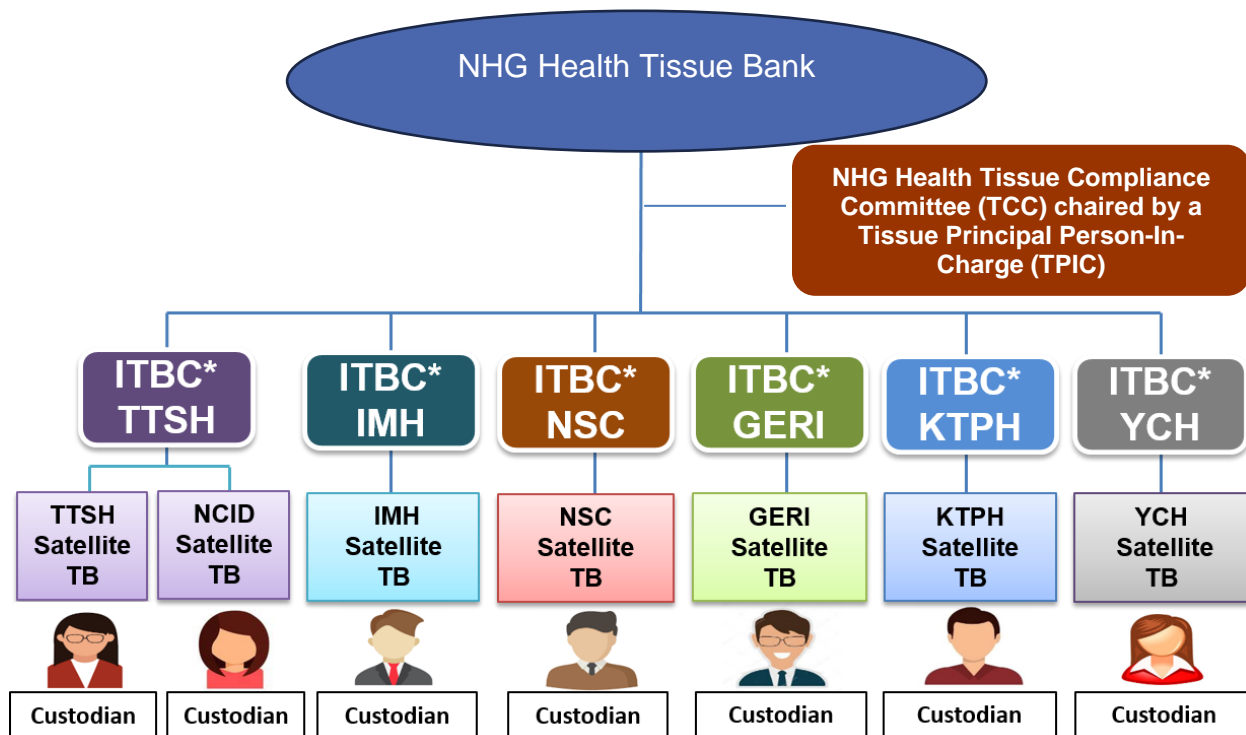 NHG Health Tissue Bank
NHG Health Tissue Compliance
Committee (TCC) chaired by a
Tissue Principal Person-In-
Charge (TPIC)
ITBC*
TTSH
ITBC*
IMH
ITBC*
NSC
ITBC*
GERI
ITBC*
KTPH
ITBC*
YCH
TTSH
Satellite
TB
NCID
Satellite
TB
IMH
Satellite
TB
NSC
Satellite
TB
GERI
Satellite
TB
KTPH
Satellite
TB
YCH
Satellite
TB
Custodian
Custodian
Custodian
Custodian
Custodian
Custodian
Custodian